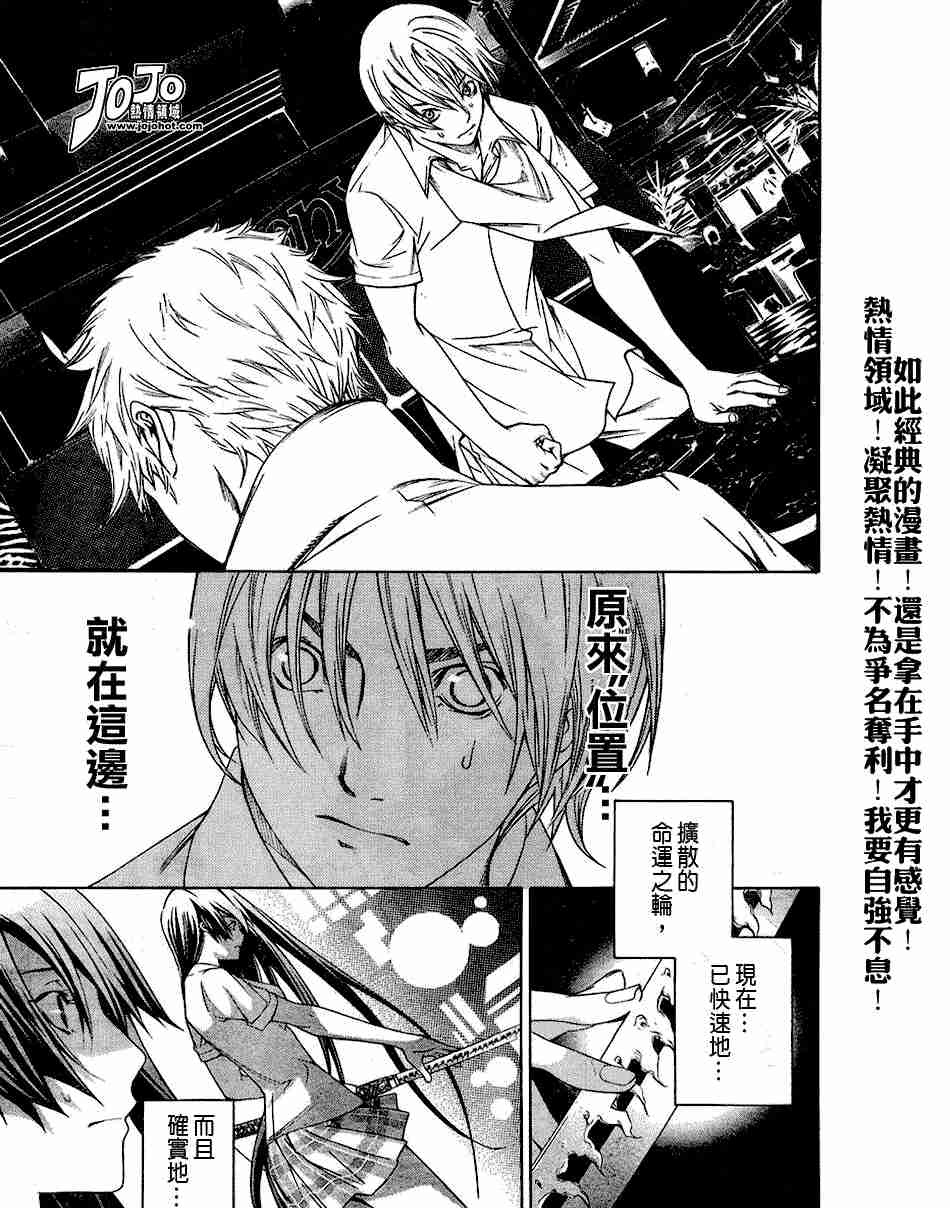 JOJO
熱情領域
www.jojohot.com
如此經典的漫畫！還是拿在手中才更有感覺！
熱情領域！凝聚熱情！不為爭名奪利！我要自強不息！
原來〝位置〞…
就在這邊…
擴散的
命運之輪，
現在…
已快速地…
而且
確實地…